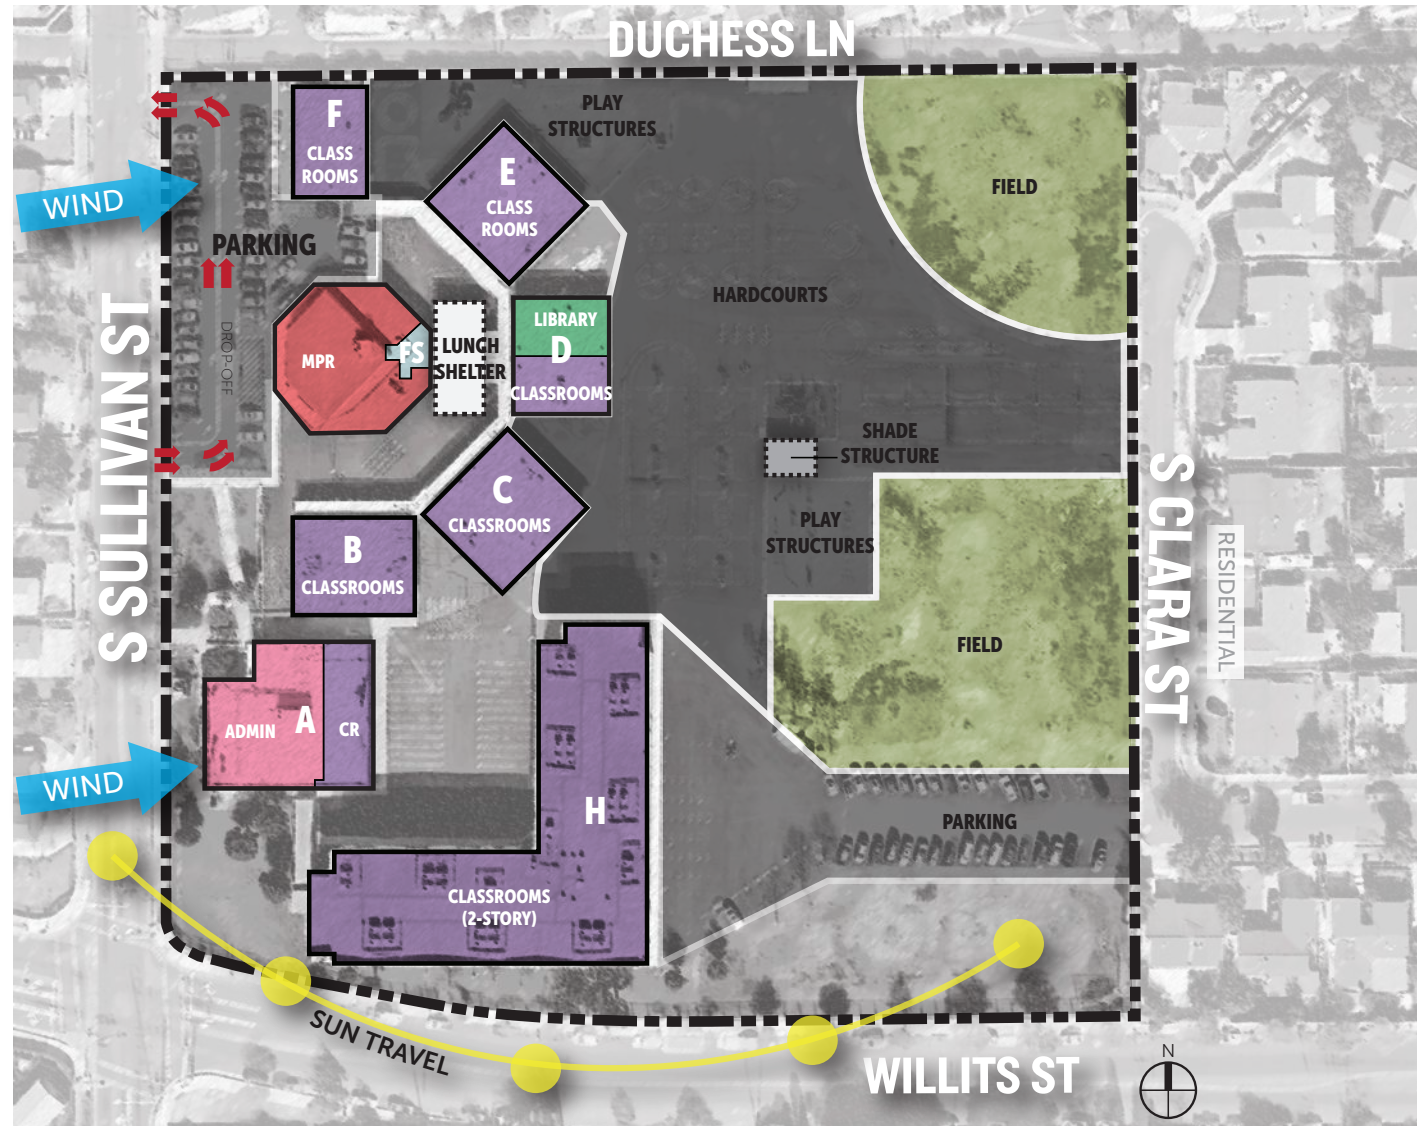 DUCHESS LN
F
CLASS
ROOMS
PLAY
STRUCTURES
E
CLASS
ROOMS
FIELD
WIND
PARKING
HARDCOURTS
S SULLIVAN ST
DROP-OFF
MPR
FS
LUNCH
SHELTER
LIBRARY
D
CLASSROOMS
SHADE
STRUCTURE
C
CLASSROOMS
PLAY
STRUCTURES
S CLARA ST
RESIDENTIAL
B
CLASSROOMS
FIELD
ADMIN
A
CR
WIND
H
CLASSROOMS
(2-STORY)
PARKING
SUN TRAVEL
WILLITS ST
N